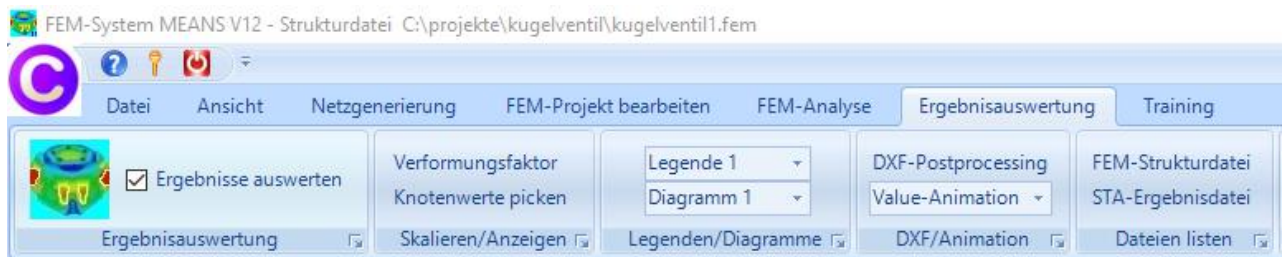 FEM-System MEANS V12 - Strukturdatei C:\projekte\kugelventil\kugelventil1.fem
C
Datei Ansicht Netzgenerierung FEM-Projekt bearbeiten FEM-Analyse Ergebnisauswertung Training
Ergebnisse auswerten
Ergebnisauswertung
Verformungsfaktor
Knotenwerte picken
Skalieren/Anzeigen
Legende 1
Diagramm 1
Legenden/Diagramme
DXF-Postprocessing
Value-Animation
DXF/Animation
FEM-Strukturdatei
STA-Ergebnisdatei
Dateien listen